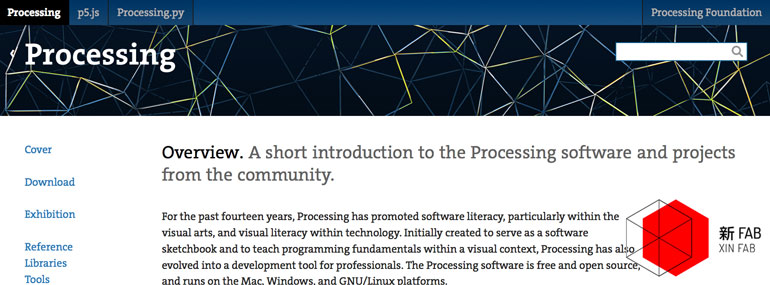 Processing p5.js Processing.py Processing Foundation
Processing
Cover
Download
Exhibition
Reference
Libraries
Tools
Overview. A short introduction to the Processing software and projects
from the community.
For the past fourteen years, Processing has promoted software literacy, particularly within the
visual arts, and visual literacy within technology. Initially created to serve as a software
sketchbook and to teach programming fundamentals within a visual context, Processing has also
evolved into a development tool for professionals. The Processing software is free and open source,
and runs on the Mac, Windows, and GNU/Linux platforms.
新 FAB
XIN FAB